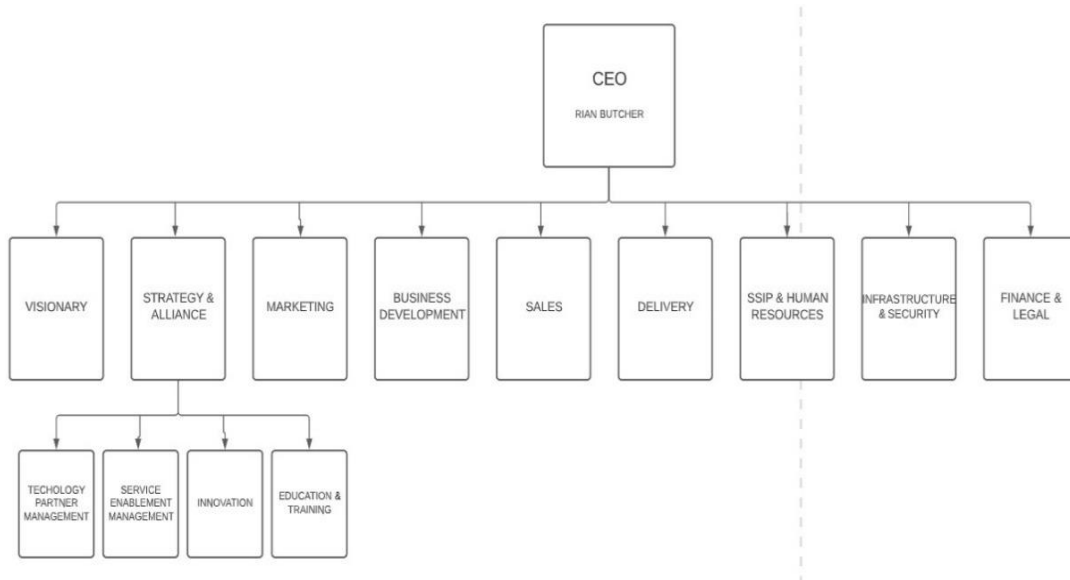 CEO
RIAN BUTCHER
VISIONARY
STRATEGY &
ALLIANCE
MARKETING
BUSINESS
DEVELOPMENT
SALES
DELIVERY
SSIP & HUMAN
RESOURCES
INFRASTRUCTURE
& SECURITY
FINANCE &
LEGAL
TECHOLOGY
PARTNER
MANAGEMENT
SERVICE
ENABLEMENT
MANAGEMENT
INNOVATION
EDUCATION &
TRAINING